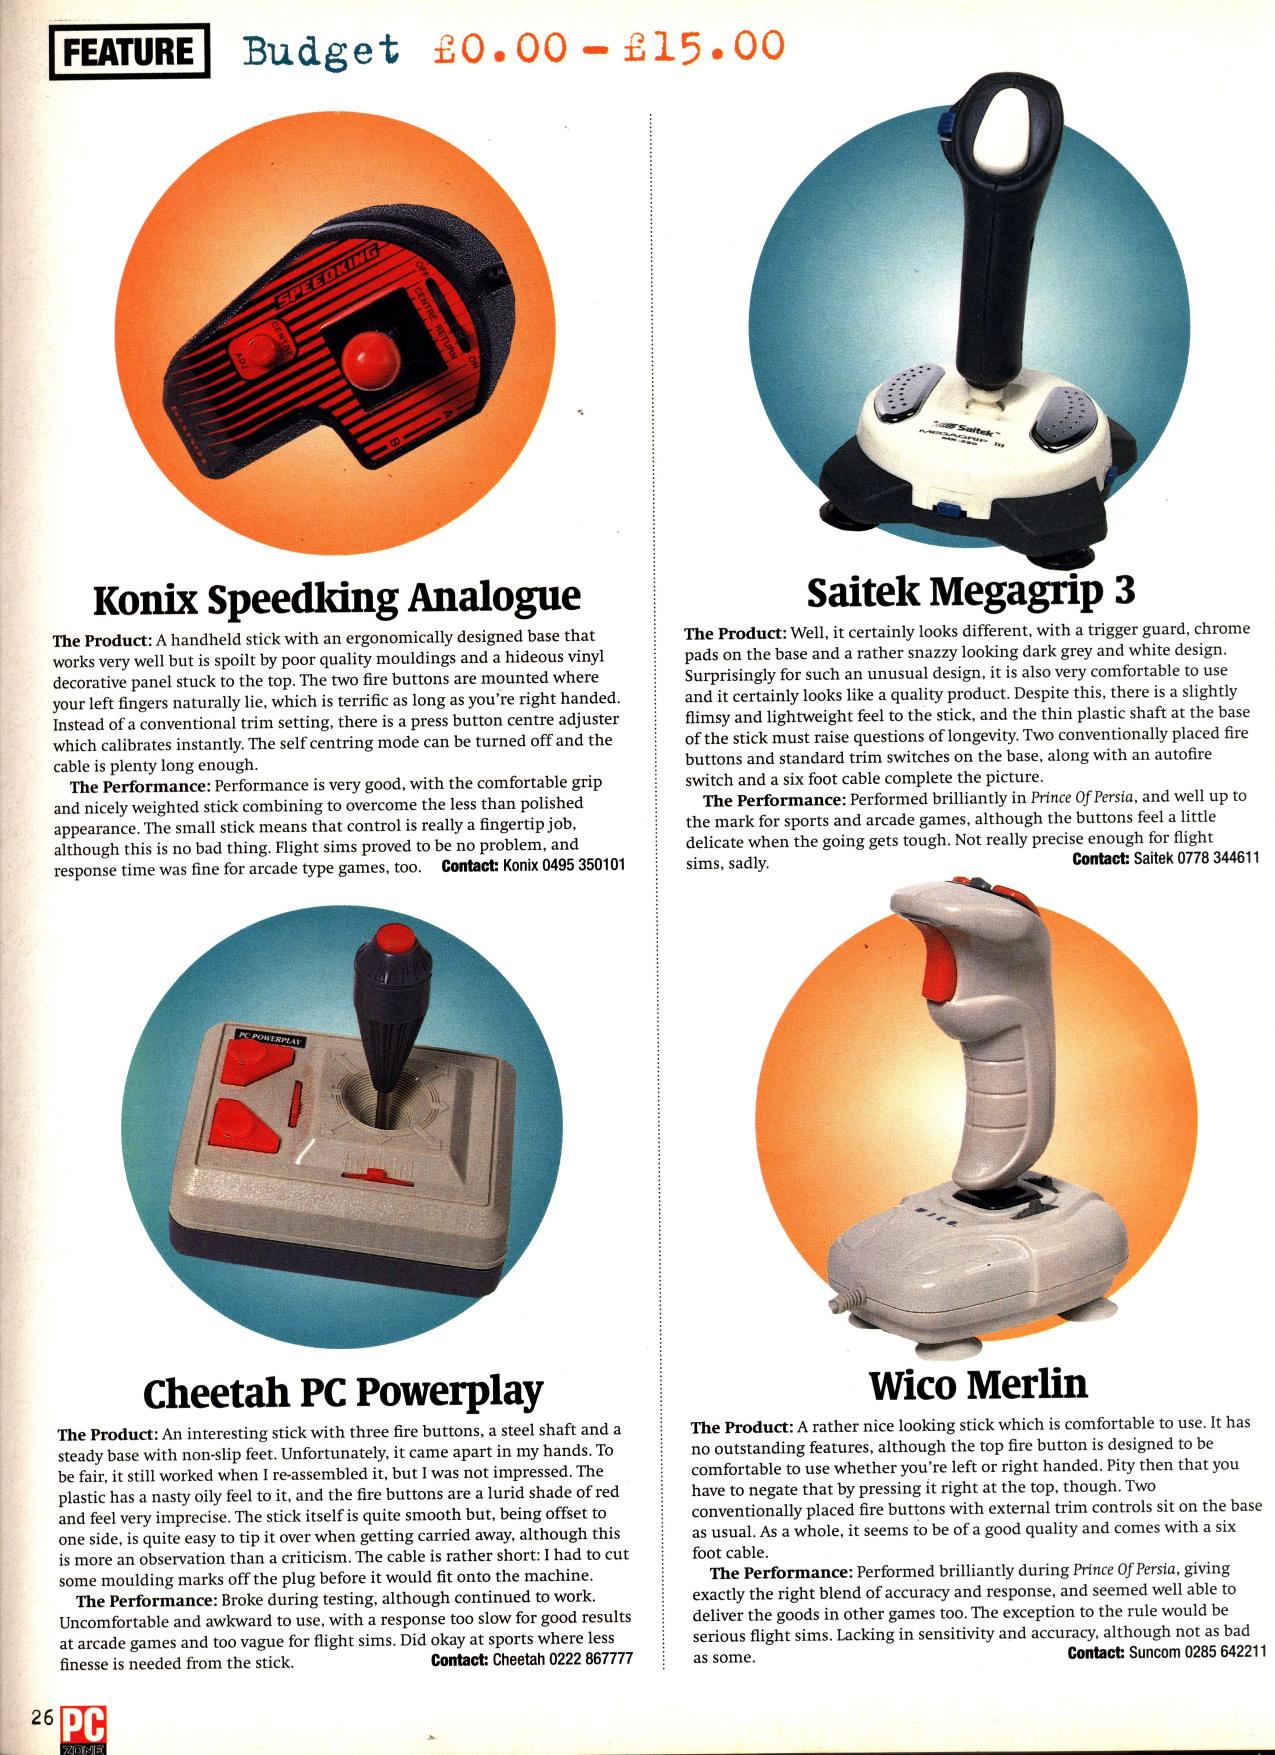 FEATURE Budget £0.00 – £15.00
SPEEDKING
OFF
CENTRE RETURN
ON
CENTRE
ADJ
A
B
Konix Speedking Analogue
The Product: A handheld stick with an ergonomically designed base that
works very well but is spoilt by poor quality mouldings and a hideous vinyl
decorative panel stuck to the top. The two fire buttons are mounted where
your left fingers naturally lie, which is terrific as long as you're right handed.
Instead of a conventional trim setting, there is a press button centre adjuster
which calibrates instantly. The self centring mode can be turned off and the
cable is plenty long enough.
The Performance: Performance is very good, with the comfortable grip
and nicely weighted stick combining to overcome the less than polished
appearance. The small stick means that control is really a fingertip job,
although this is no bad thing. Flight sims proved to be no problem, and
response time was fine for arcade type games, too. Contact: Konix 0495 350101
PC POWERPLAY
Cheetah PC Powerplay
The Product: An interesting stick with three fire buttons, a steel shaft and a
steady base with non-slip feet. Unfortunately, it came apart in my hands. To
be fair, it still worked when I re-assembled it, but I was not impressed. The
plastic has a nasty oily feel to it, and the fire buttons are a lurid shade of red
and feel very imprecise. The stick itself is quite smooth but, being offset to
one side, is quite easy to tip it over when getting carried away, although this
is more an observation than a criticism. The cable is rather short: I had to cut
some moulding marks off the plug before it would fit onto the machine.
The Performance: Broke during testing, although continued to work.
Uncomfortable and awkward to use, with a response too slow for good results
at arcade games and too vague for flight sims. Did okay at sports where less
finesse is needed from the stick. Contact: Cheetah 0222 867777
Saitek™
MEGAGRIP III
Saitek Megagrip 3
The Product: Well, it certainly looks different, with a trigger guard, chrome
pads on the base and a rather snazzy looking dark grey and white design.
Surprisingly for such an unusual design, it is also very comfortable to use
and it certainly looks like a quality product. Despite this, there is a slightly
flimsy and lightweight feel to the stick, and the thin plastic shaft at the base
of the stick must raise questions of longevity. Two conventionally placed fire
buttons and standard trim switches on the base, along with an autofire
switch and a six foot cable complete the picture.
The Performance: Performed brilliantly in Prince Of Persia, and well up to
the mark for sports and arcade games, although the buttons feel a little
delicate when the going gets tough. Not really precise enough for flight
sims, sadly. Contact: Saitek 0778 344611
WICO
Wico Merlin
The Product: A rather nice looking stick which is comfortable to use. It has
no outstanding features, although the top fire button is designed to be
comfortable to use whether you're left or right handed. Pity then that you
have to negate that by pressing it right at the top, though. Two
conventionally placed fire buttons with external trim controls sit on the base
as usual. As a whole, it seems to be of a good quality and comes with a six
foot cable.
The Performance: Performed brilliantly during Prince Of Persia, giving
exactly the right blend of accuracy and response, and seemed well able to
deliver the goods in other games too. The exception to the rule would be
serious flight sims. Lacking in sensitivity and accuracy, although not as bad
as some. Contact: Suncom 0285 642211
26 PC
ZONE